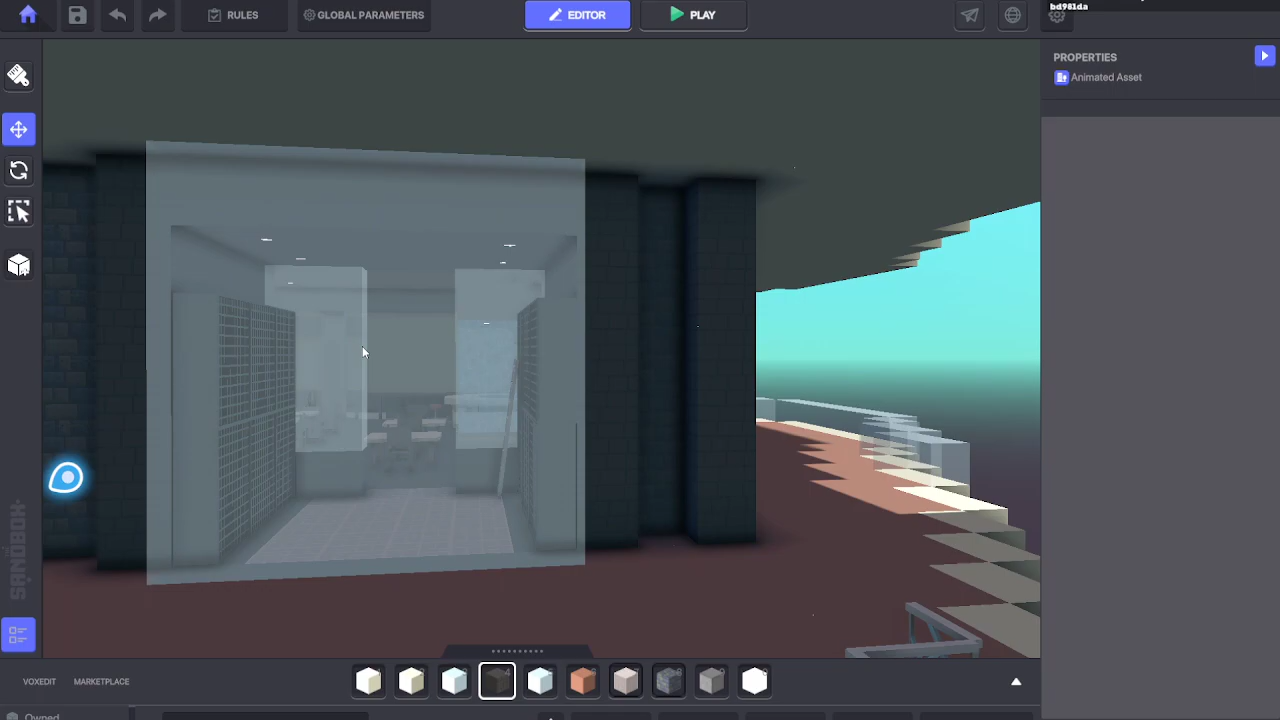 RULES
GLOBAL PARAMETERS
EDITOR
PLAY
bd981da
PROPERTIES
Animated Asset
SANDBOX
VOXEDIT
MARKETPLACE
Owned